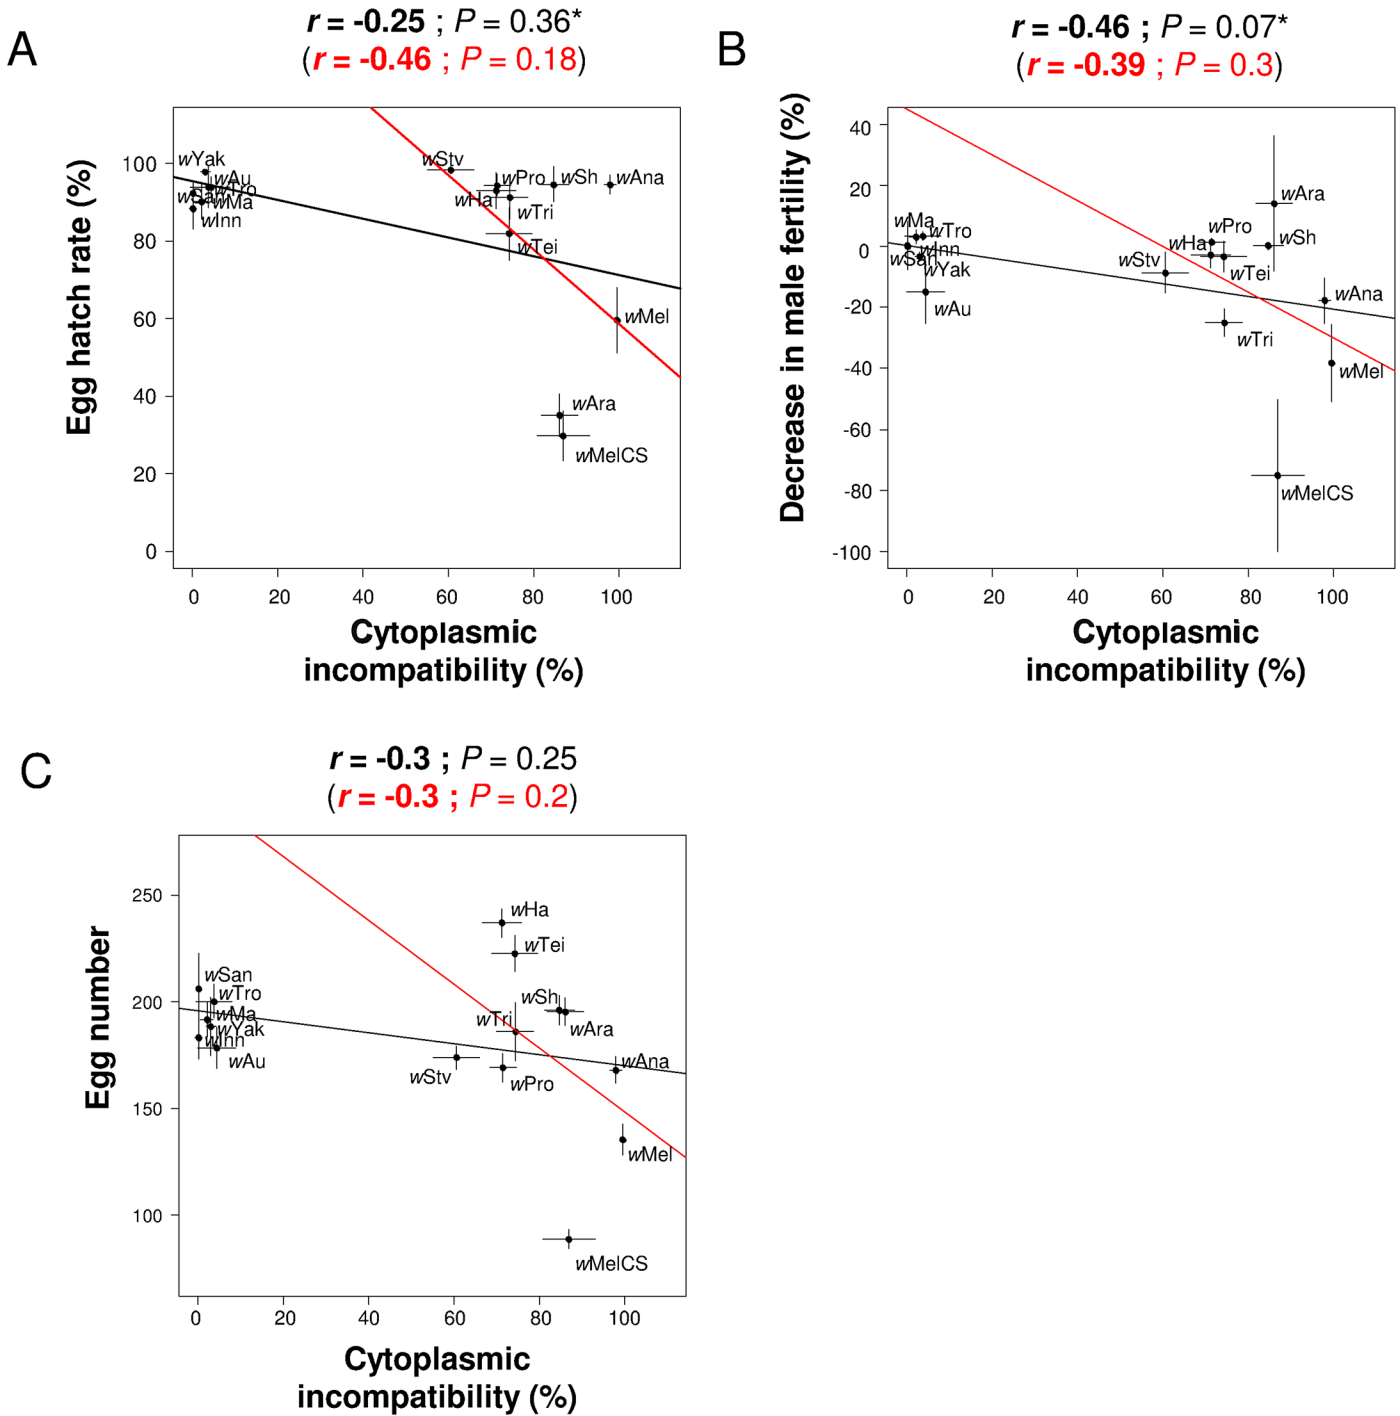 A
r = -0.25 ; P = 0.36*
(r = -0.46 ; P = 0.18)
Egg hatch rate (%)
100
80
60
40
20
0
wYak
wAu
wTro
wSan
wMa
wInn
wStv
wPro
wHa
wTri
wSh
wAna
wTei
wMel
wAra
wMelCS
0 20 40 60 80 100
Cytoplasmic
incompatibility (%)
B
r = -0.46 ; P = 0.07*
(r = -0.39 ; P = 0.3)
Decrease in male fertility (%)
40
20
0
-20
-40
-60
-80
-100
wMa
wTro
wInn
wSan
wYak
wAu
wStv
wHa
wPro
wTei
wTri
wAra
wSh
wAna
wMel
wMelCS
0 20 40 60 80 100
Cytoplasmic
incompatibility (%)
C
r = -0.3 ; P = 0.25
(r = -0.3 ; P = 0.2)
Egg number
250
200
150
100
wSan
wTro
wMa
wYak
wInn
wAu
wHa
wTei
wSh
wAra
wTri
wStv
wPro
wAna
wMel
wMelCS
0 20 40 60 80 100
Cytoplasmic
incompatibility (%)